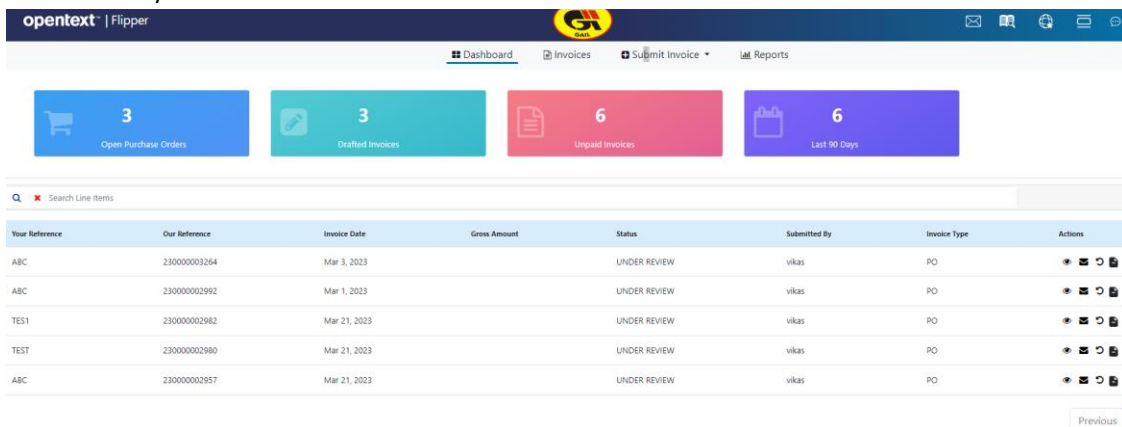 opentext™ | Flipper
GAIL
Dashboard Invoices Submit Invoice Reports
3
Open Purchase Orders
3
Drafted Invoices
6
Unpaid Invoices
6
Last 90 Days
Search Line Items
Your Reference Our Reference Invoice Date Gross Amount Status Submitted By Invoice Type Actions
ABC 230000003264 Mar 3, 2023 UNDER REVIEW vikas PO
ABC 230000002992 Mar 1, 2023 UNDER REVIEW vikas PO
TES1 230000002982 Mar 21, 2023 UNDER REVIEW vikas PO
TEST 230000002980 Mar 21, 2023 UNDER REVIEW vikas PO
ABC 230000002957 Mar 21, 2023 UNDER REVIEW vikas PO
Previous